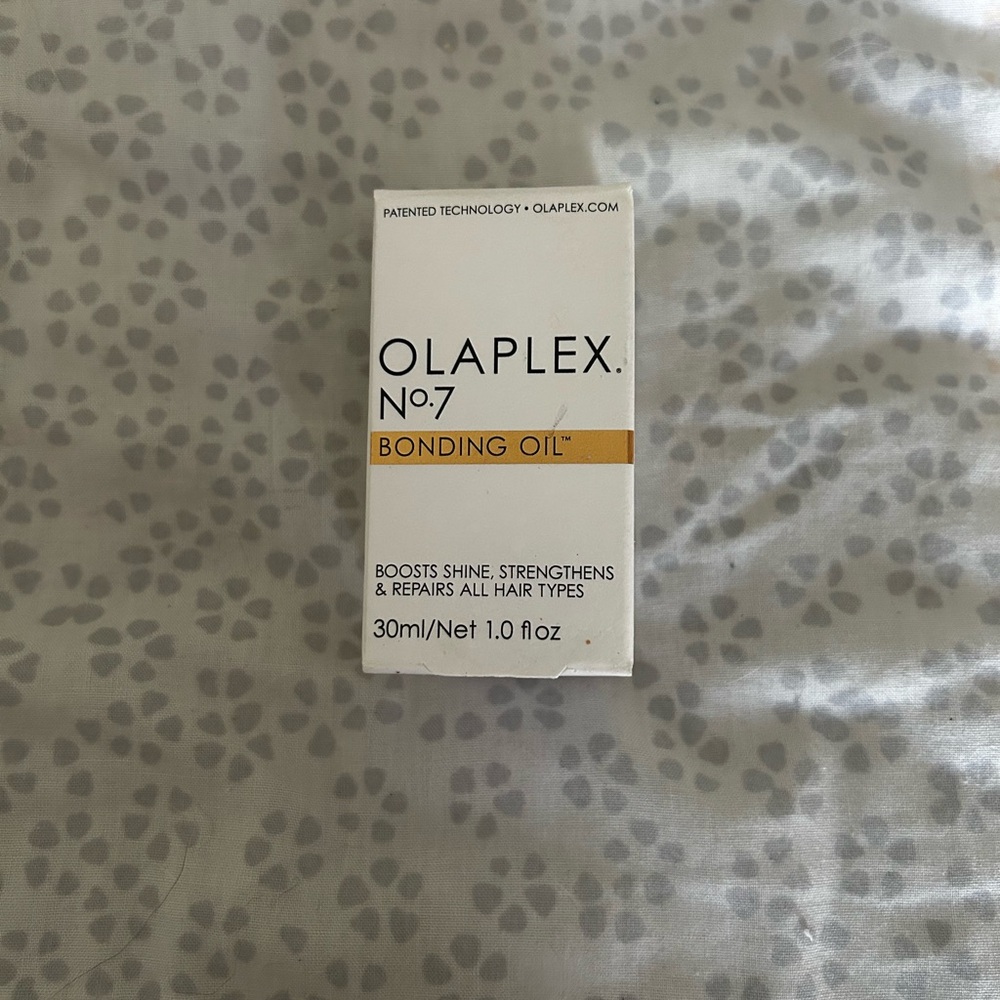 PATENTED TECHNOLOGY • OLAPLEX.COM
OLAPLEX.
Nº.7
BONDING OIL™
BOOSTS SHINE, STRENGTHENS
& REPAIRS ALL HAIR TYPES
30ml/Net 1.0 fl oz